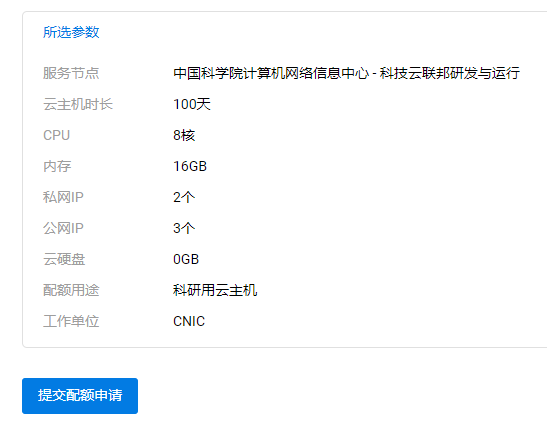 所选参数
服务节点 中国科学院计算机网络信息中心 - 科技云联邦研发与运行
云主机时长 100天
CPU 8核
内存 16GB
私网IP 2个
公网IP 3个
云硬盘 0GB
配额用途 科研用云主机
工作单位 CNIC
提交配额申请